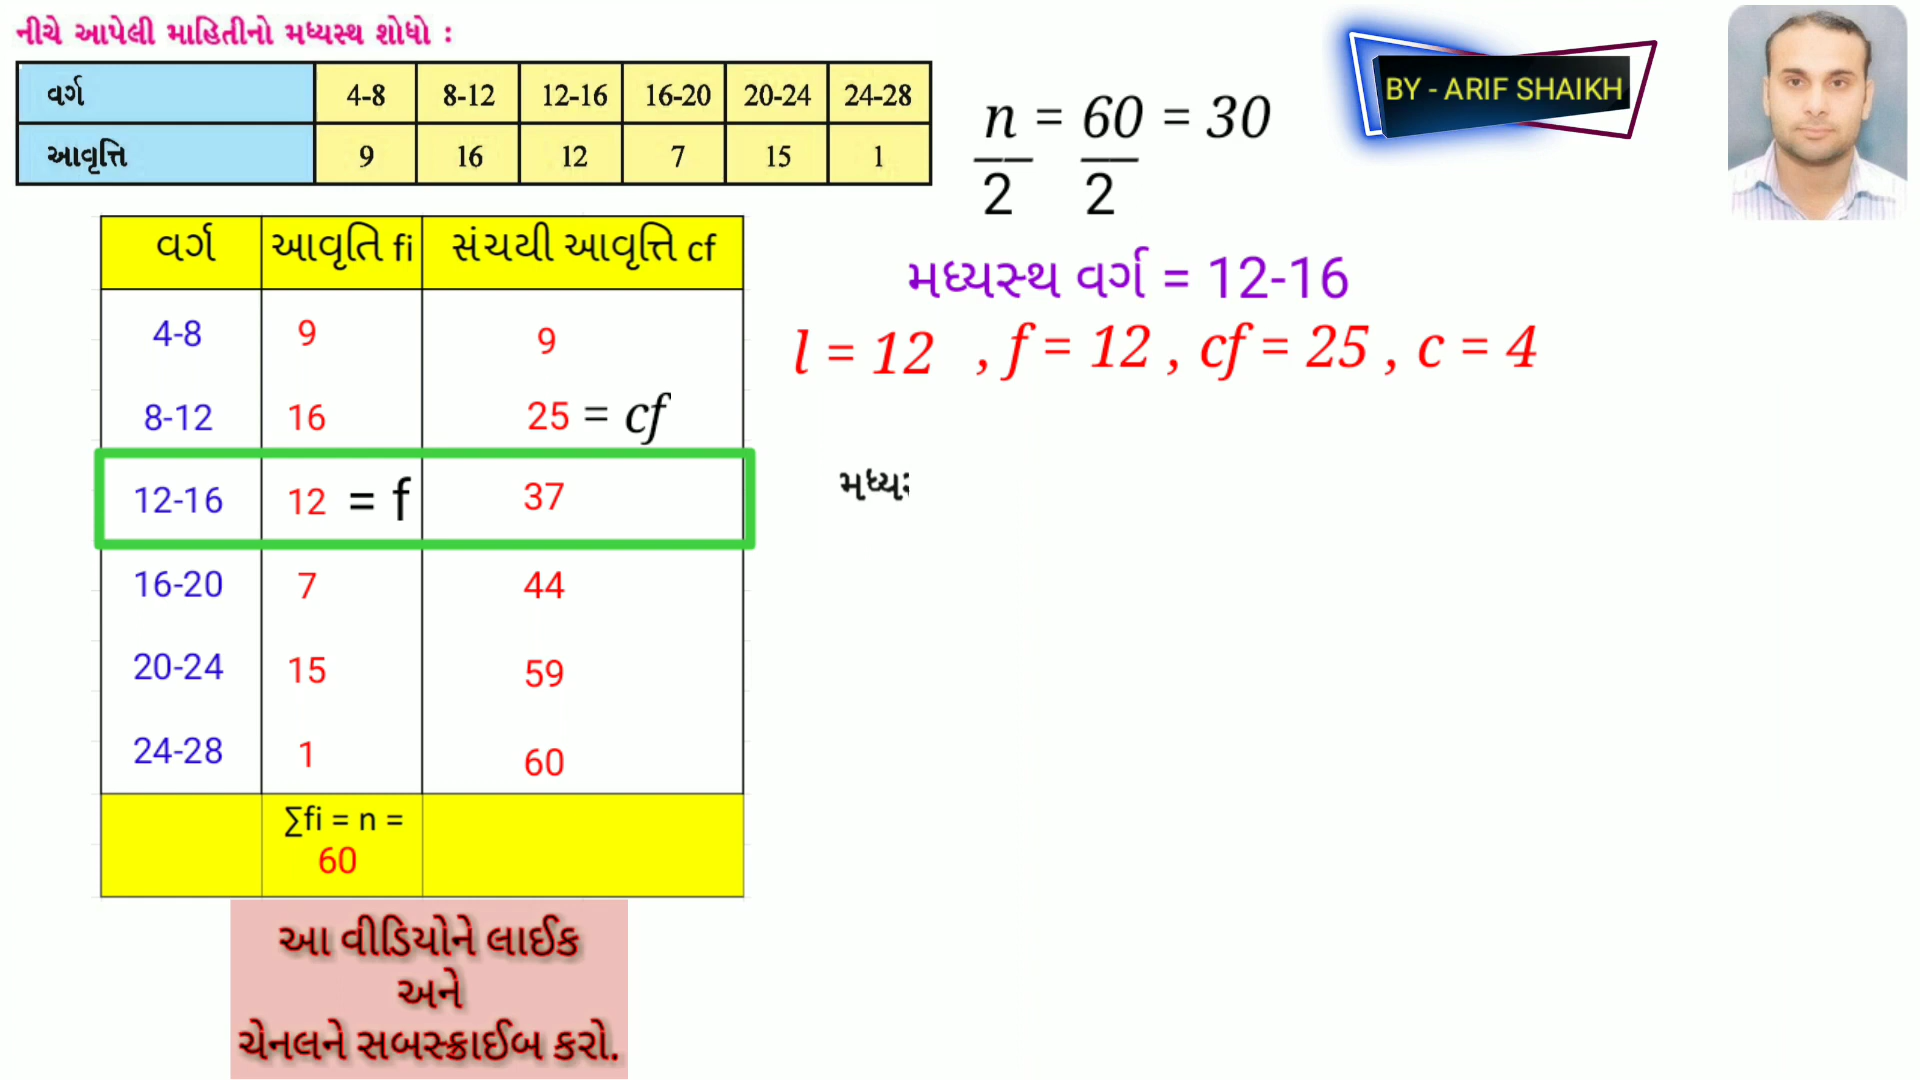 નીચે આપેલી માહિતીનો મધ્યસ્થ શોધો :
વર્ગ 4-8 8-12 12-16 16-20 20-24 24-28
આવૃત્તિ 9 16 12 7 15 1
n = 60 = 30
2 2
BY - ARIF SHAIKH
મધ્યસ્થ વર્ગ = 12-16
l = 12 , f = 12 , cf = 25 , c = 4
વર્ગ આવૃતિ fi સંચયી આવૃત્તિ cf
4-8 9 9
8-12 16 25 = cf
12-16 12 = f 37
16-20 7 44
20-24 15 59
24-28 1 60
∑fi = n =
60
આ વીડિયોને લાઈક
અને
ચેનલને સબસ્ક્રાઈબ કરો.